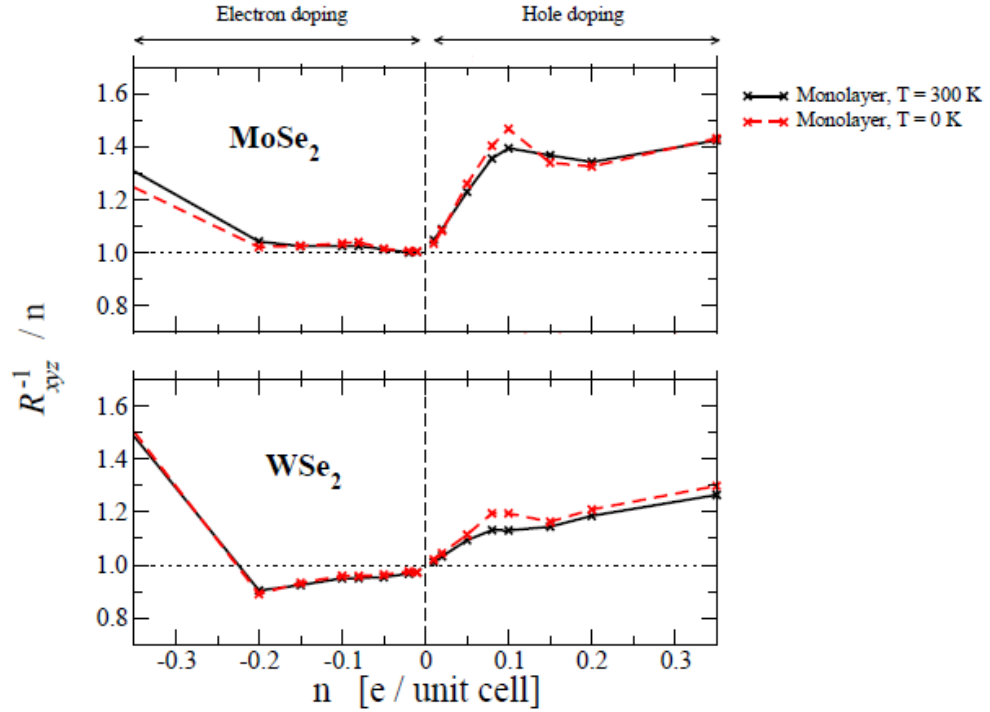 Electron doping Hole doping
1.6
1.4
1.2
1.0
0.8
MoSe2
Monolayer, T = 300 K
Monolayer, T = 0 K
R-1xyz / n
1.6
1.4
1.2
1.0
0.8
WSe2
-0.3 -0.2 -0.1 0 0.1 0.2 0.3
n [e / unit cell]